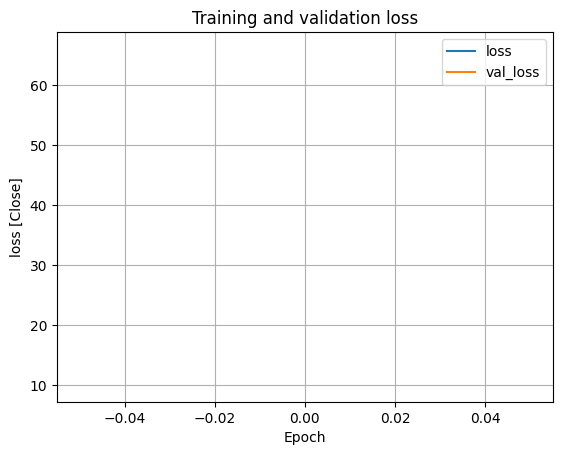 Training and validation loss
loss
val_loss
60
50
40
30
20
10
loss [Close]
−0.04
−0.02
0.00
0.02
0.04
Epoch